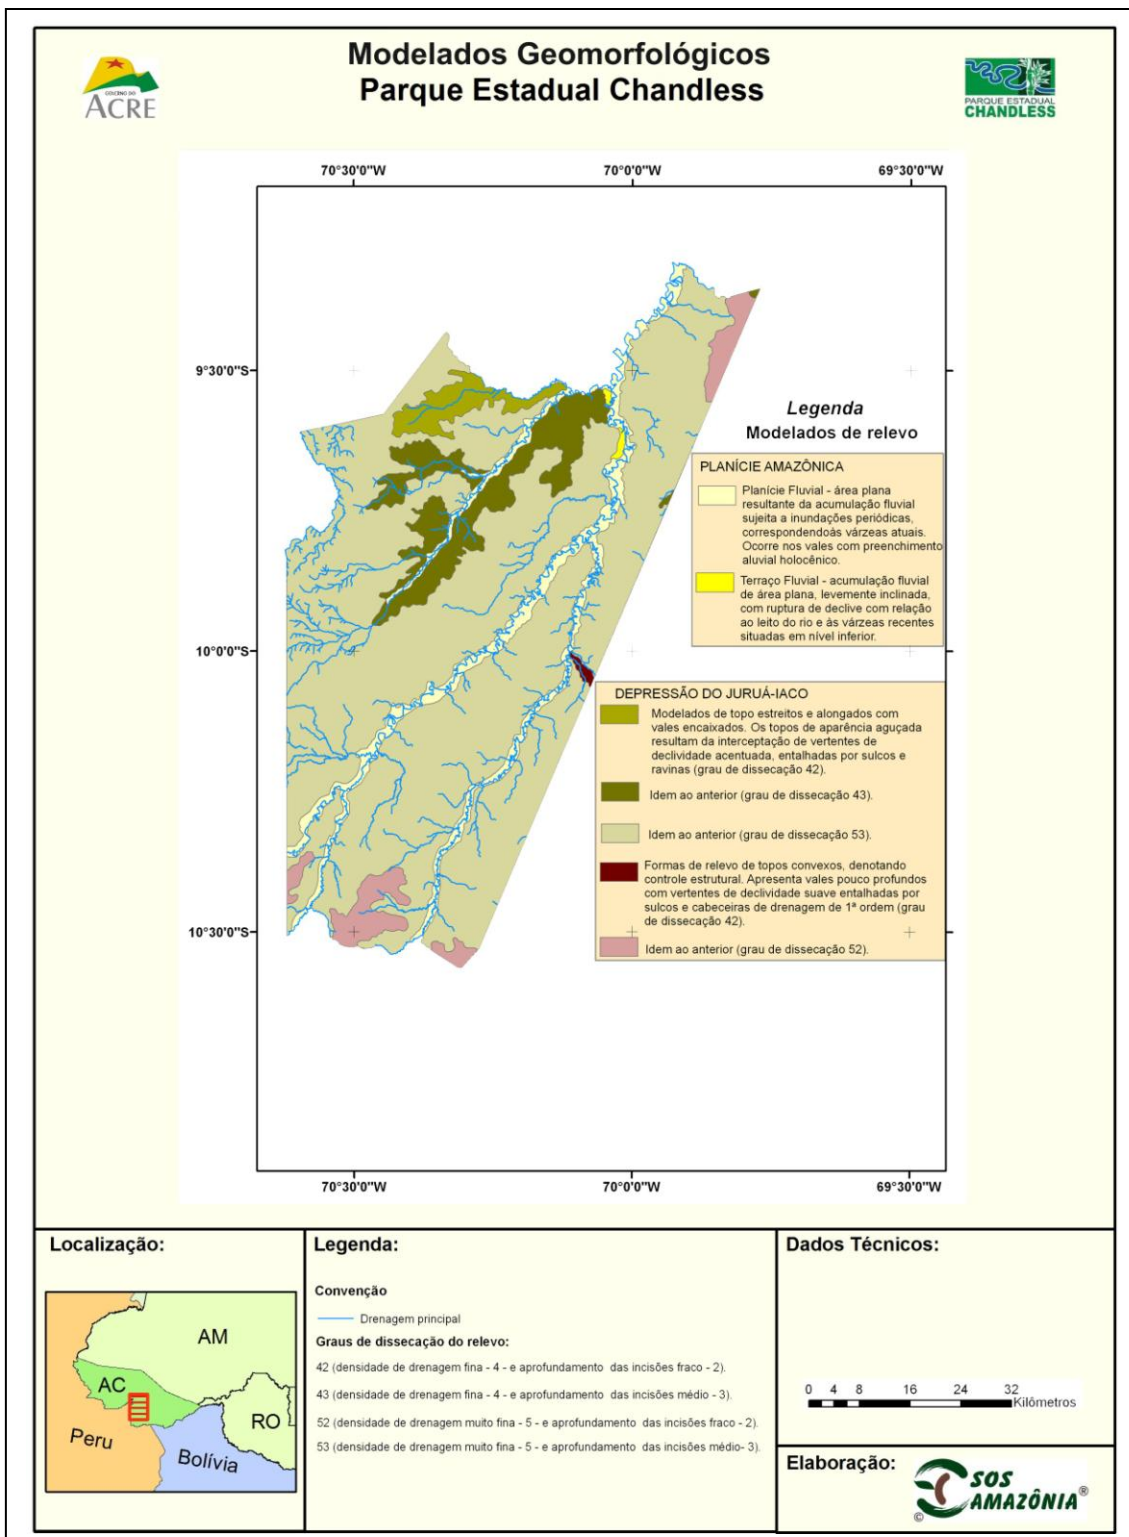 Modelados Geomorfológicos
Parque Estadual Chandless
GOVERNO DO
ACRE
PARQUE ESTADUAL
CHANDLESS
70°30'0"W
70°0'0"W
69°30'0"W
9°30'0"S
10°0'0"S
10°30'0"S
70°30'0"W
70°0'0"W
69°30'0"W
Legenda
Modelados de relevo
PLANÍCIE AMAZÔNICA
Planície Fluvial - área plana
resultante da acumulação fluvial
sujeita a inundações periódicas,
correspondendoàs várzeas atuais.
Ocorre nos vales com preenchimento
aluvial holocênico.
Terraço Fluvial - acumulação fluvial
de área plana, levemente inclinada,
com ruptura de declive com relação
ao leito do rio e às várzeas recentes
situadas em nível inferior.
DEPRESSÃO DO JURUÁ-IACO
Modelados de topo estreitos e alongados com
vales encaixados. Os topos de aparência aguçada
resultam da interceptação de vertentes de
declividade acentuada, entalhadas por sulcos e
ravinas (grau de dissecação 42).
Idem ao anterior (grau de dissecação 43).
Idem ao anterior (grau de dissecação 53).
Formas de relevo de topos convexos, denotando
controle estrutural. Apresenta vales pouco profundos
com vertentes de declividade suave entalhadas por
sulcos e cabeceiras de drenagem de 1ª ordem (grau
de dissecação 42).
Idem ao anterior (grau de dissecação 52).
Localização:
AM
AC
RO
Peru
Bolívia
Legenda:
Convenção
Drenagem principal
Graus de dissecação do relevo:
42 (densidade de drenagem fina - 4 - e aprofundamento das incisões fraco - 2).
43 (densidade de drenagem fina - 4 - e aprofundamento das incisões médio - 3).
52 (densidade de drenagem muito fina - 5 - e aprofundamento das incisões fraco - 2).
53 (densidade de drenagem muito fina - 5 - e aprofundamento das incisões médio- 3).
Dados Técnicos:
0 4 8 16 24 32
Kilômetros
Elaboração:
SOS
AMAZÔNIA®
©